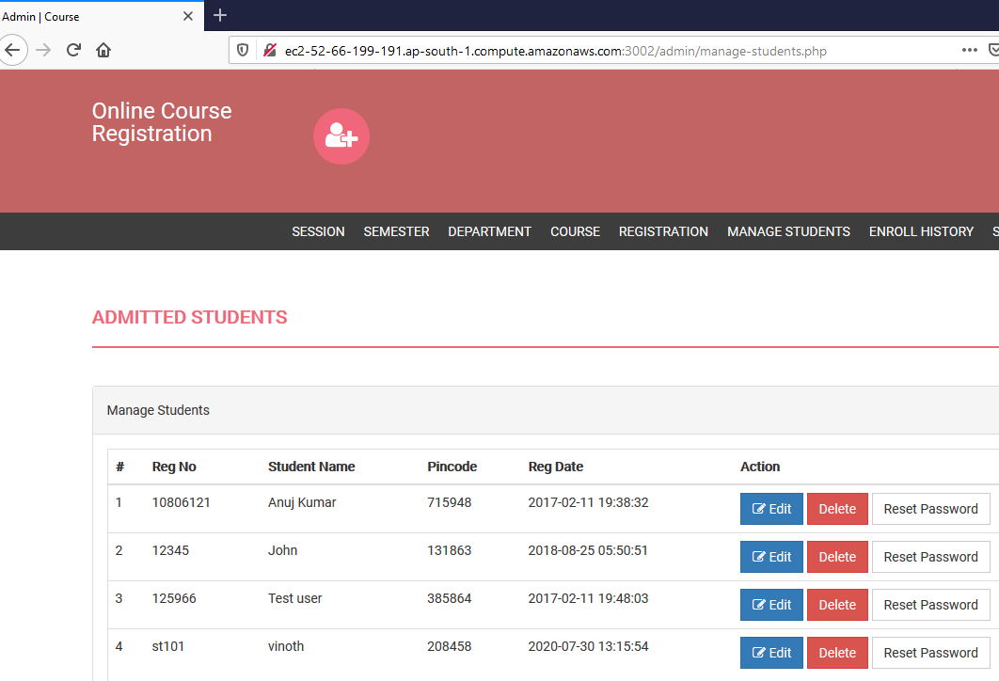 Admin | Course
ec2-52-66-199-191.ap-south-1.compute.amazonaws.com:3002/admin/manage-students.php
Online Course
Registration
SESSION SEMESTER DEPARTMENT COURSE REGISTRATION MANAGE STUDENTS ENROLL HISTORY S
ADMITTED STUDENTS
Manage Students
# Reg No Student Name Pincode Reg Date Action
1 10806121 Anuj Kumar 715948 2017-02-11 19:38:32 Edit Delete Reset Password
2 12345 John 131863 2018-08-25 05:50:51 Edit Delete Reset Password
3 125966 Test user 385864 2017-02-11 19:48:03 Edit Delete Reset Password
4 st101 vinoth 208458 2020-07-30 13:15:54 Edit Delete Reset Password